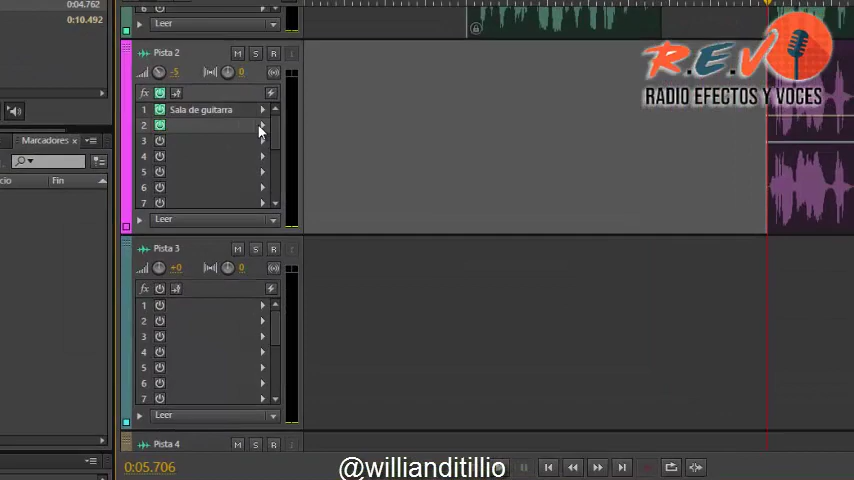 0:04.762
0:10.492
Leer
Pista 2
M S R I
-5 0
fx
1 Sala de guitarra
2
3
4
5
6
7
Leer
Marcadores ×
cio Fin
Pista 3
M S R I
+0 0
fx
1
2
3
4
5
6
7
Leer
Pista 4
M S R I
0:05.706
@willianditillio
R.E.V
RADIO EFECTOS Y VOCES